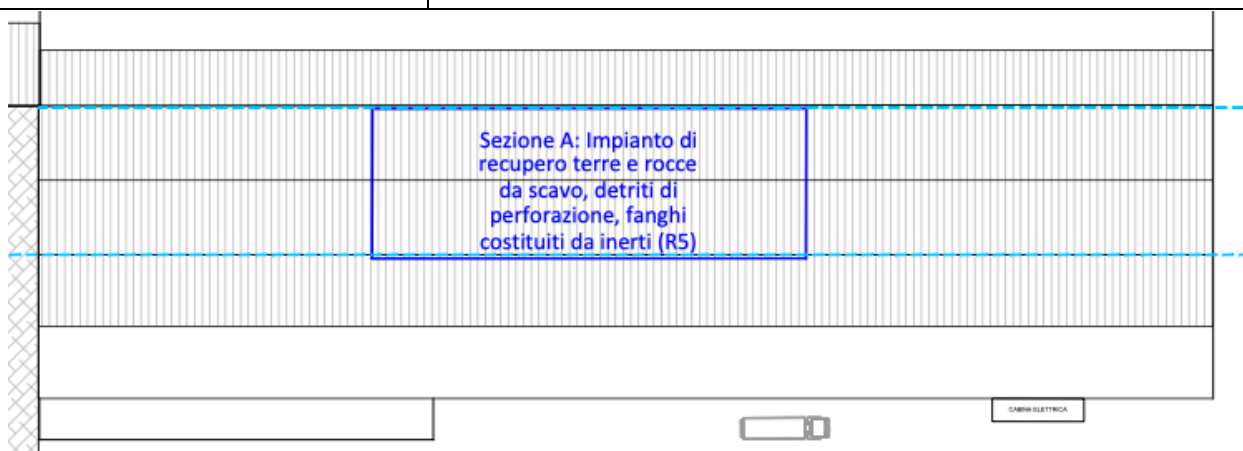 Sezione A: Impianto di
recupero terre e rocce
da scavo, detriti di
perforazione, fanghi
costituiti da inerti (R5)
CABINA ELETTRICA